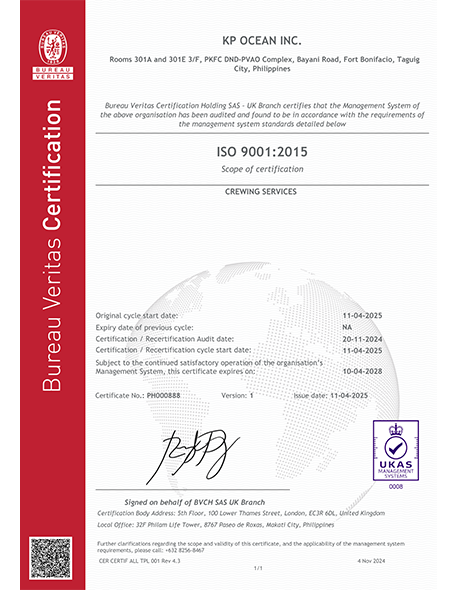 BUREAU
VERITAS
Bureau Veritas Certification
KP OCEAN INC.
Rooms 301A and 301E 3/F, PKFC DND-PVAO Complex, Bayani Road, Fort Bonifacio, Taguig
City, Philippines
Bureau Veritas Certification Holding SAS – UK Branch certifies that the Management System of
the above organisation has been audited and found to be in accordance with the requirements of
the management system standards detailed below
ISO 9001:2015
Scope of certification
CREWING SERVICES
Original cycle start date: 11-04-2025
Expiry date of previous cycle: NA
Certification / Recertification Audit date: 20-11-2024
Certification / Recertification cycle start date: 11-04-2025
Subject to the continued satisfactory operation of the organisation's
Management System, this certificate expires on: 10-04-2028
Certificate No.: PH000888 Version: 1 Issue date: 11-04-2025
UKAS
MANAGEMENT
SYSTEMS
0008
Signed on behalf of BVCH SAS UK Branch
Certification Body Address: 5th Floor, 100 Lower Thames Street, London, EC3R 6DL, United Kingdom
Local Office: 32F Philam Life Tower, 8767 Paseo de Roxas, Makati City, Philippines
Further clarifications regarding the scope and validity of this certificate, and the applicability of the management system
requirements, please call: +632 8256-8467
CER CERTIF ALL TPL 001 Rev 4.3 4 Nov 2024
1/1